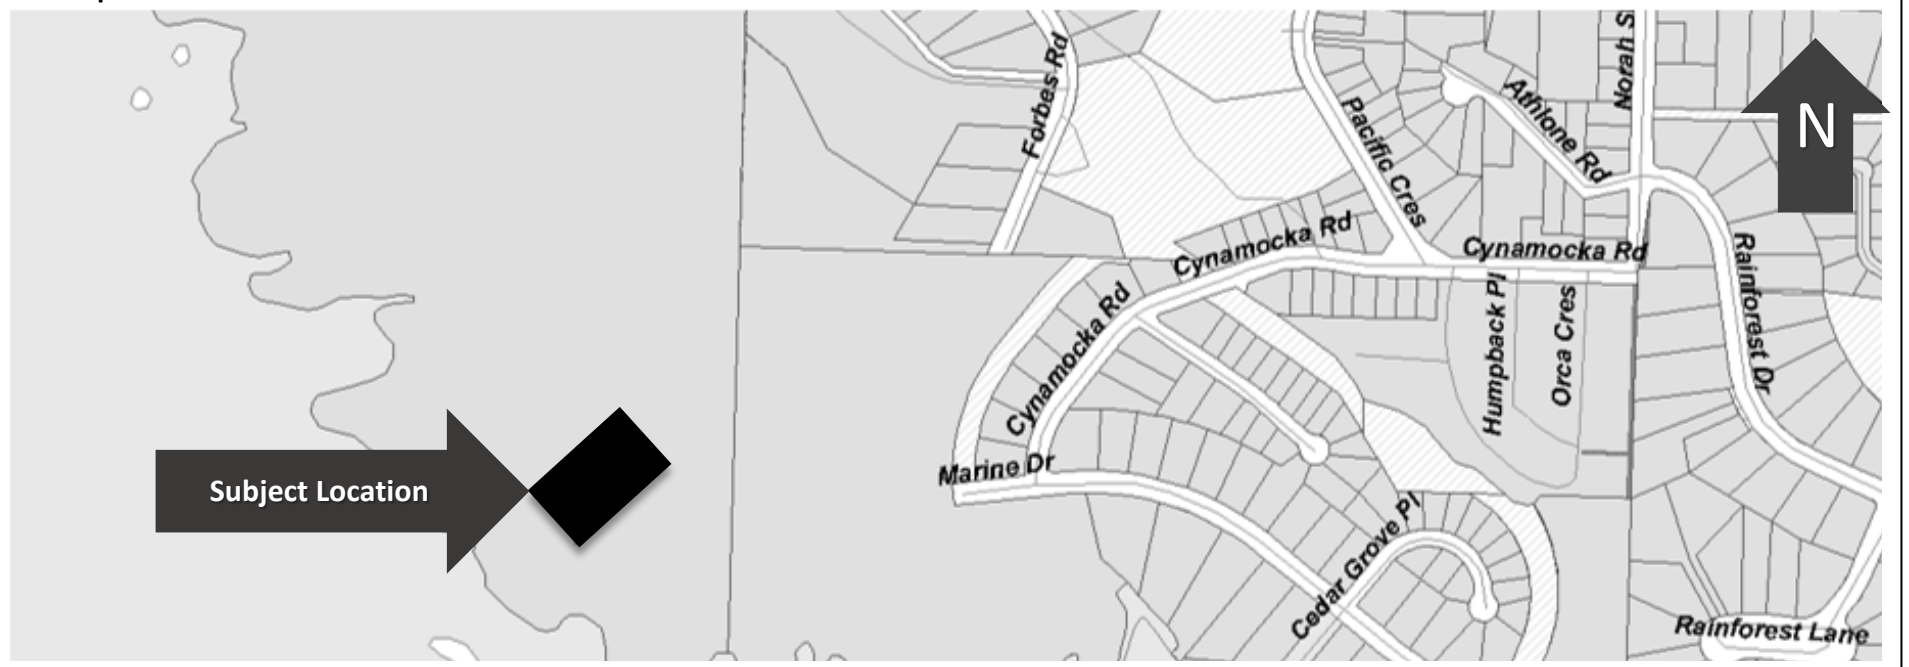 Forbes Rd
Norah S
Athlone Rd
N
Pacific Cres
Cynamocka Rd
Cynamocka Rd
Rainforest Dr
Cynamocka Rd
Humpback Pl
Orca Cres
Marine Dr
Subject Location
Cedar Grove Pl
Rainforest Lane